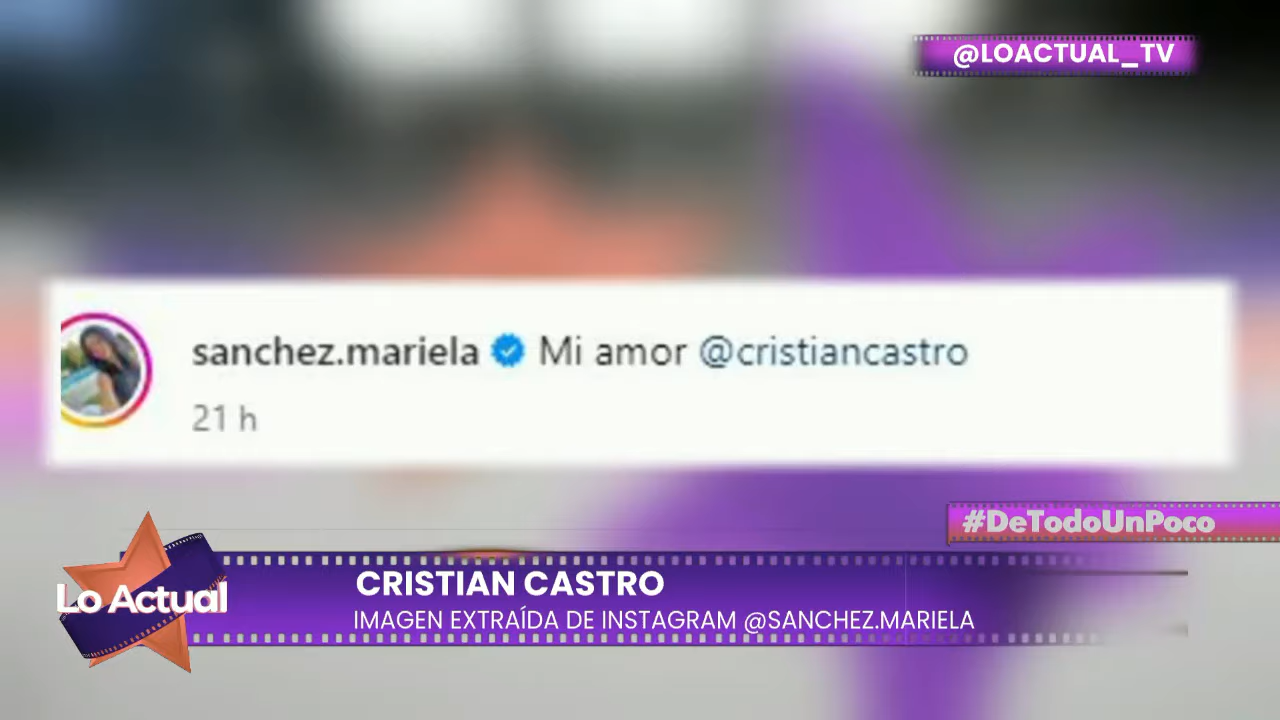 @LOACTUAL_TV
sanchez.mariela Mi amor @cristiancastro
21 h
#DeTodoUnPoco
Lo Actual
CRISTIAN CASTRO
IMAGEN EXTRAÍDA DE INSTAGRAM @SANCHEZ.MARIELA